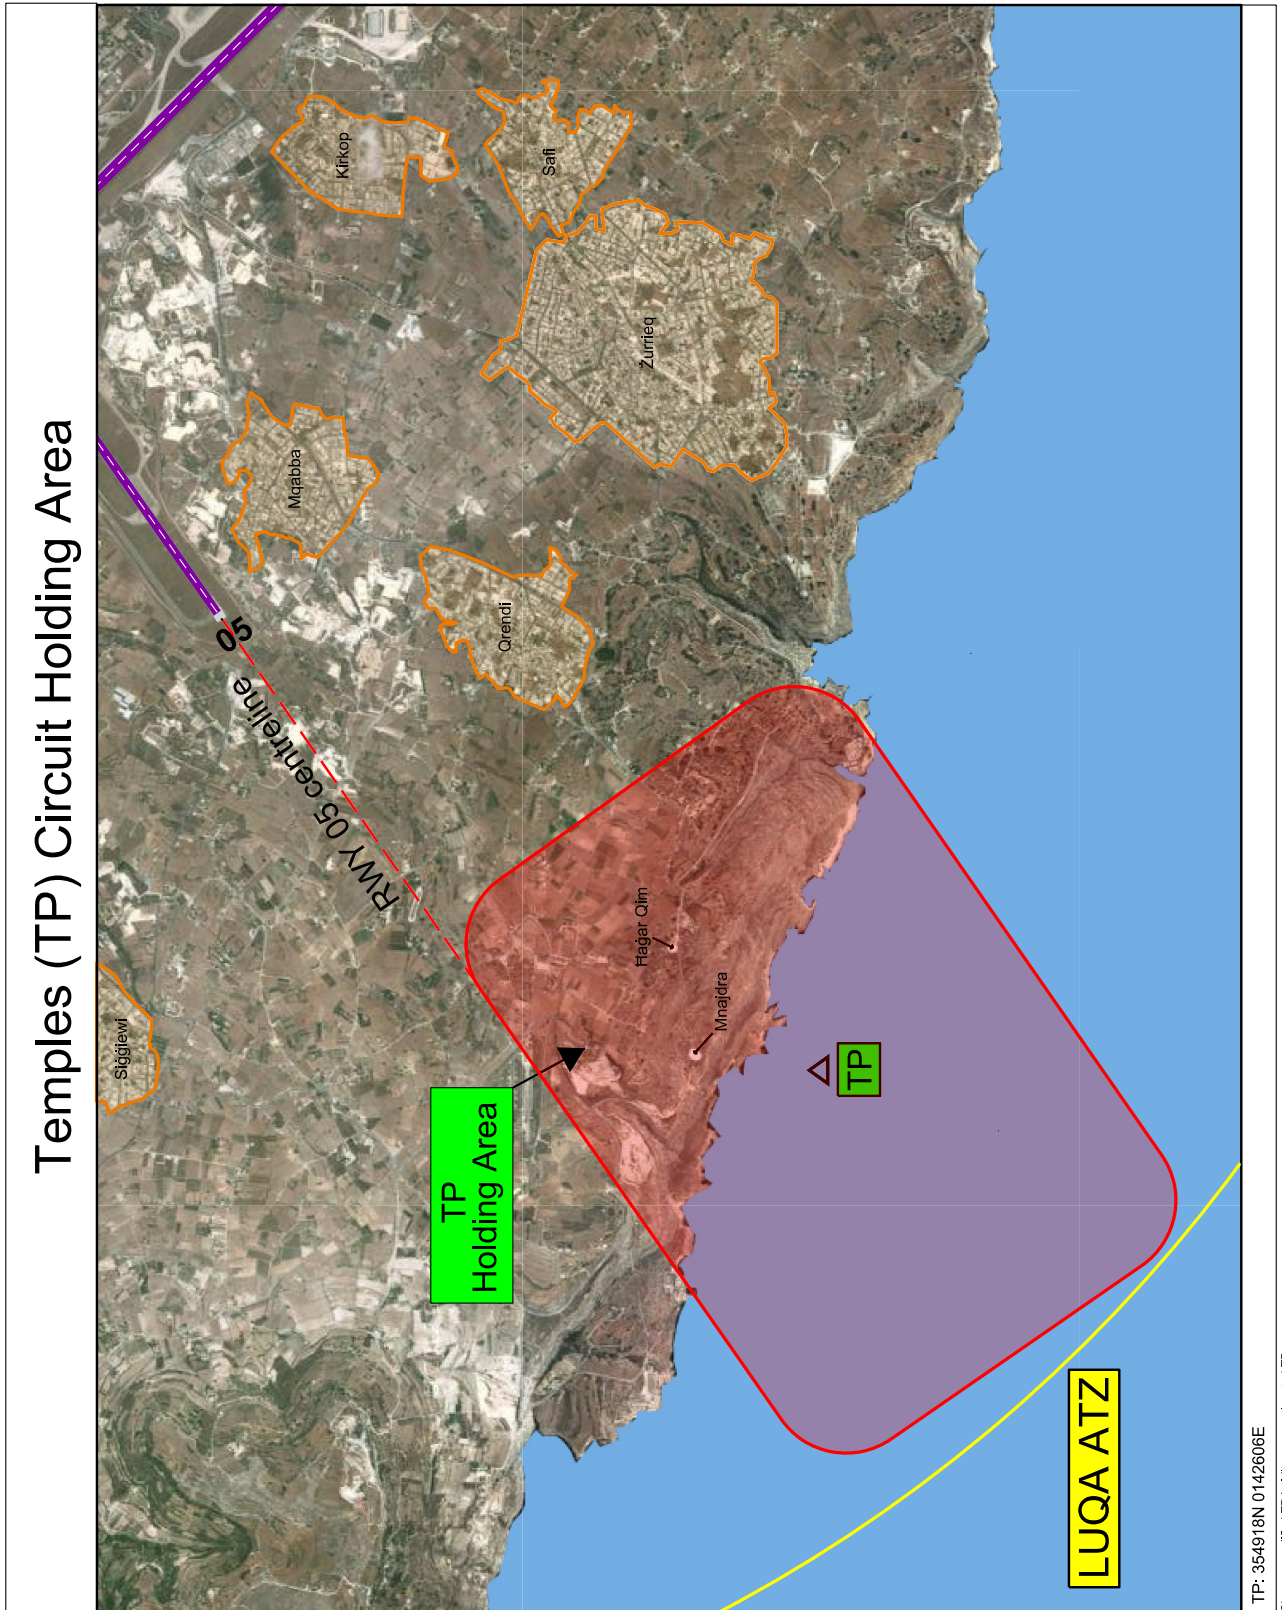 Temples (TP) Circuit Holding Area
Siġġiewi
Mqabba
Kirkop
Safi
Żurrieq
Qrendi
05
RWY 05 centreline
TP
Holding Area
Ħaġar Qim
Mnajdra
TP
LUQA ATZ
TP: 354918N 0142606E